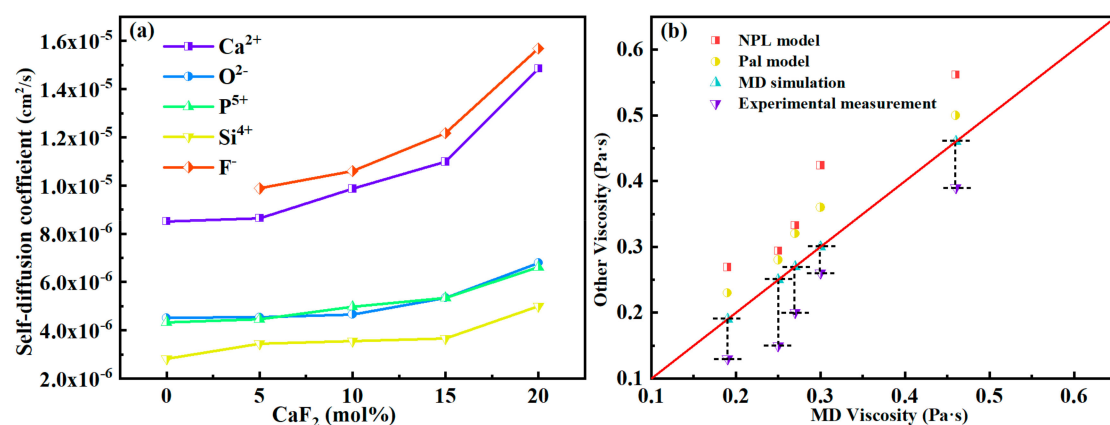 (a)
Ca²⁺
O²⁻
P⁵⁺
Si⁴⁺
F⁻
Self-diffusion coefficient (cm²/s)
1.6x10⁻⁵
1.4x10⁻⁵
1.2x10⁻⁵
1.0x10⁻⁵
8.0x10⁻⁶
6.0x10⁻⁶
4.0x10⁻⁶
2.0x10⁻⁶
0 5 10 15 20
CaF₂ (mol%)
(b)
NPL model
Pal model
MD simulation
Experimental measurement
Other Viscosity (Pa·s)
0.6
0.5
0.4
0.3
0.2
0.1
0.1 0.2 0.3 0.4 0.5 0.6
MD Viscosity (Pa·s)